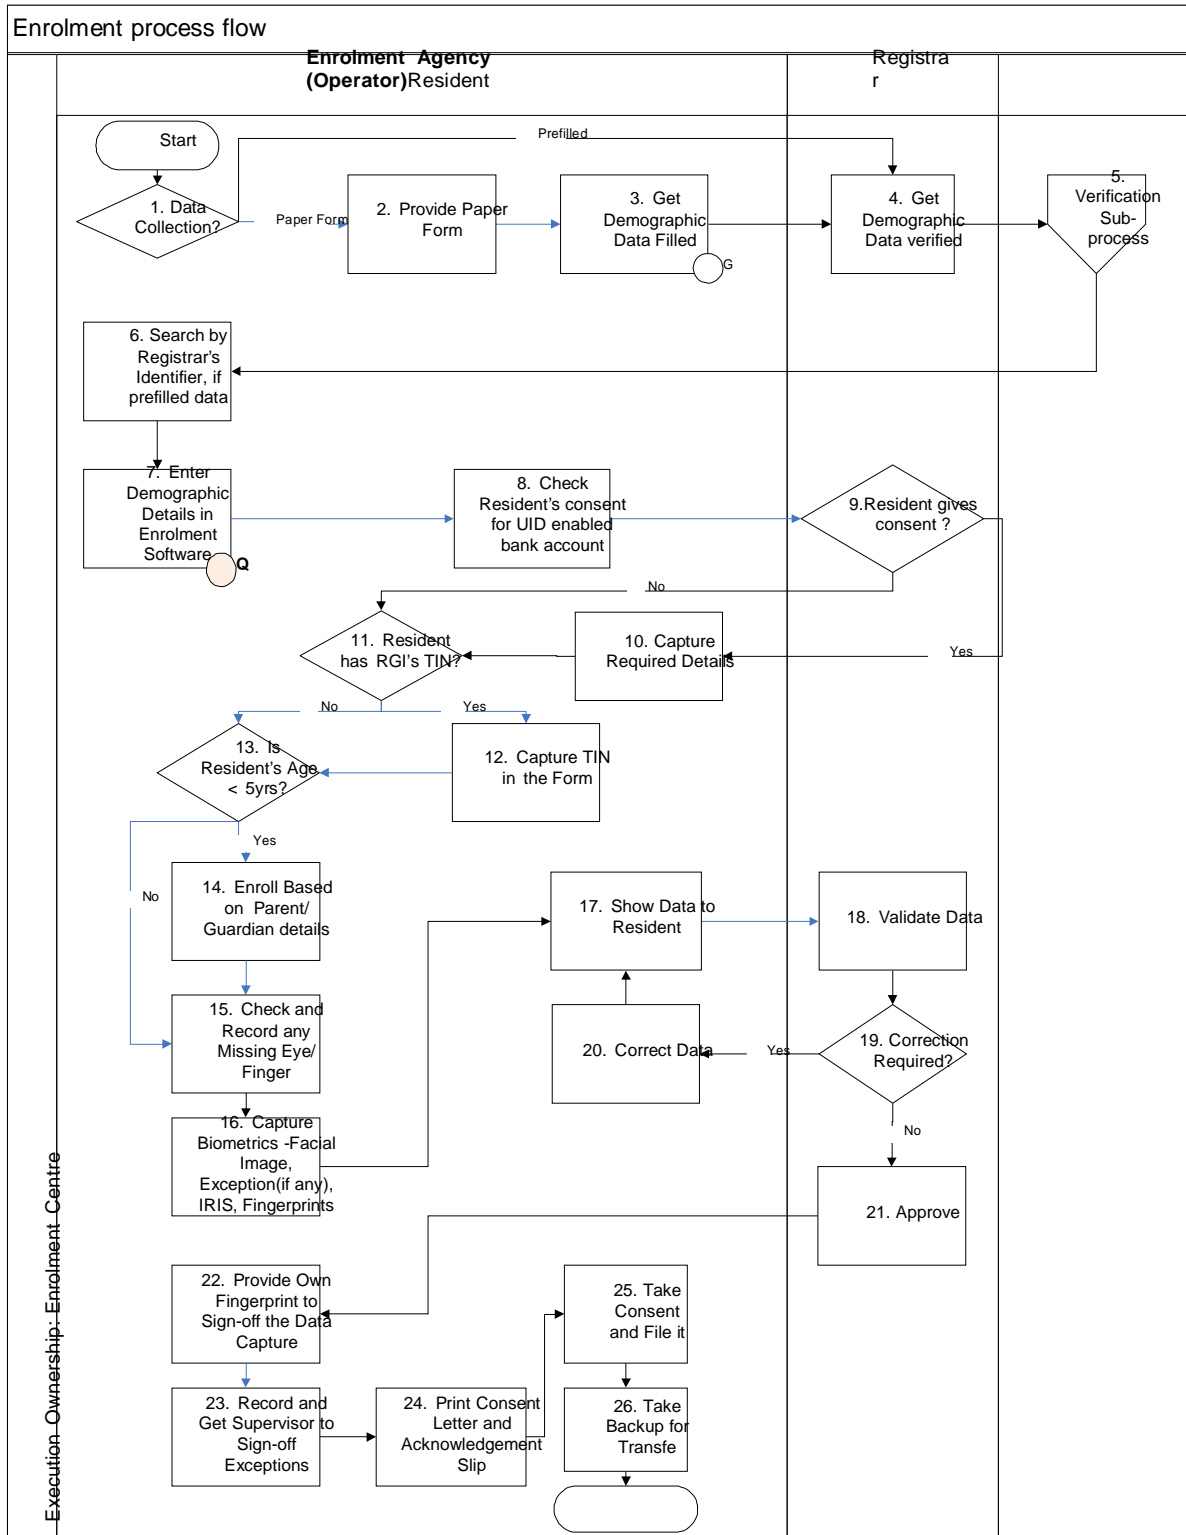 Enrolment process flow
Enrolment Agency
(Operator)Resident
Registra
r
Start
Prefilled
1. Data
Collection?
Paper Form
2. Provide Paper
Form
3. Get
Demographic
Data Filled
G
4. Get
Demographic
Data verified
5.
Verification
Sub-
process
6. Search by
Registrar's
Identifier, if
prefilled data
7. Enter
Demographic
Details in
Enrolment
Software
Q
8. Check
Resident's consent
for UID enabled
bank account
9.Resident gives
consent ?
No
Yes
10. Capture
Required Details
11. Resident
has RGI's TIN?
No
Yes
12. Capture TIN
in the Form
13. Is
Resident's Age
< 5yrs?
Yes
No
14. Enroll Based
on Parent/
Guardian details
15. Check and
Record any
Missing Eye/
Finger
16. Capture
Biometrics -Facial
Image,
Exception(if any),
IRIS, Fingerprints
17. Show Data to
Resident
18. Validate Data
19. Correction
Required?
Yes
20. Correct Data
No
21. Approve
22. Provide Own
Fingerprint to
Sign-off the Data
Capture
23. Record and
Get Supervisor to
Sign-off
Exceptions
24. Print Consent
Letter and
Acknowledgement
Slip
25. Take
Consent
and File it
26. Take
Backup for
Transfe
Execution Ownership: Enrolment Centre